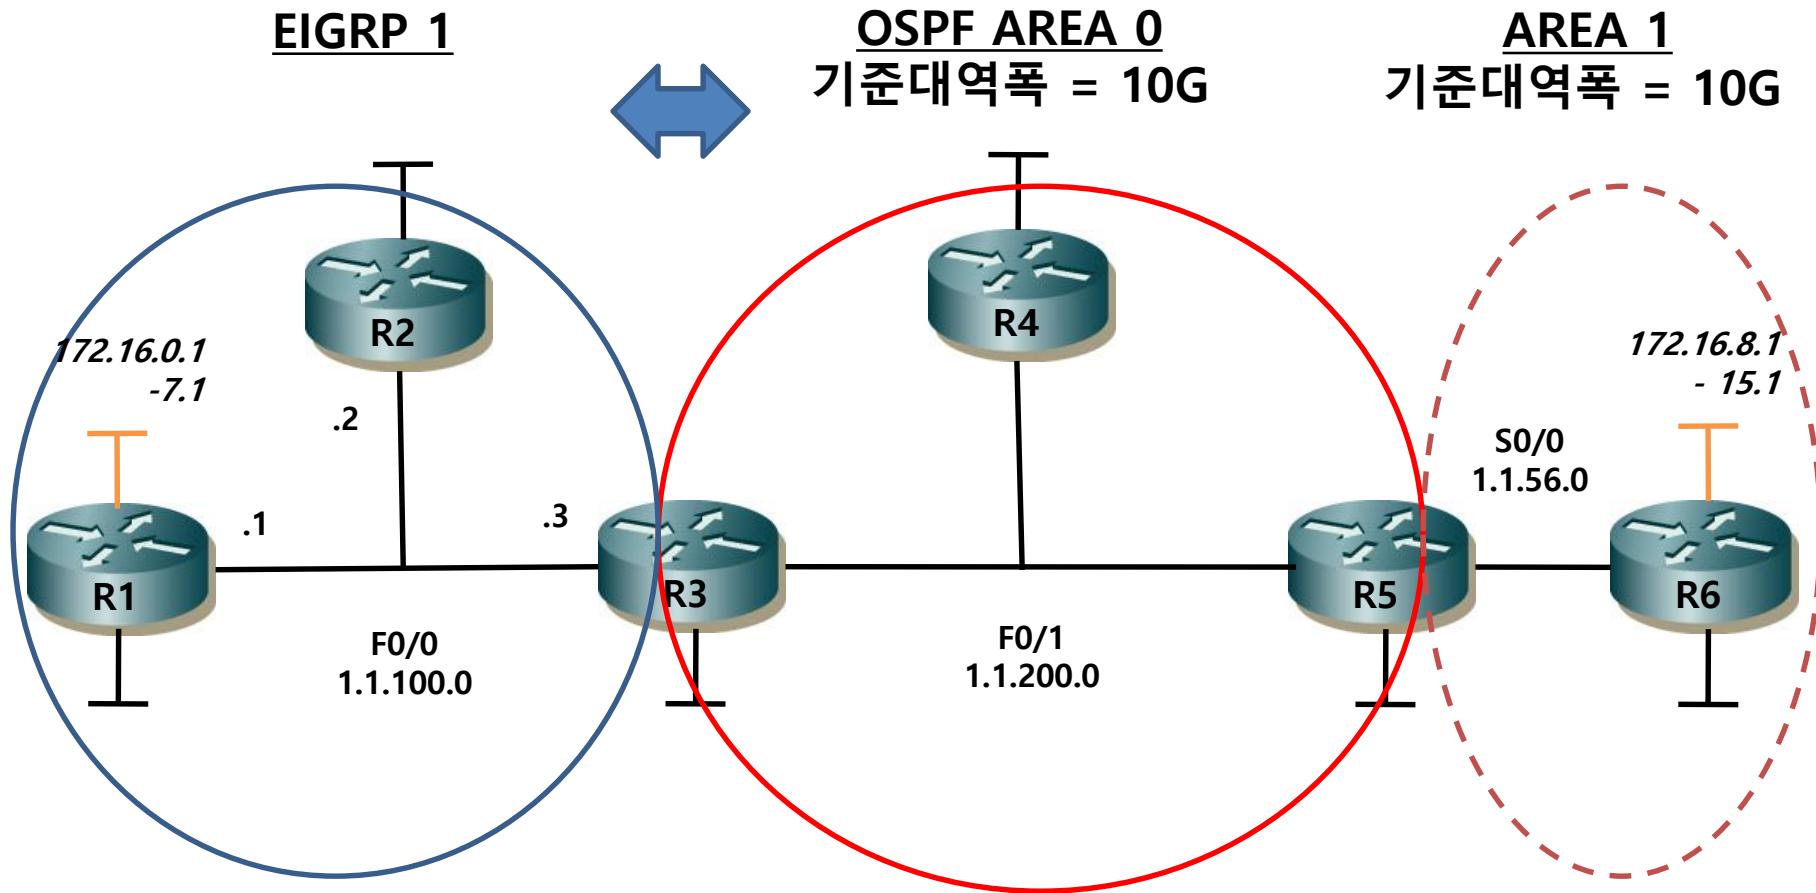 EIGRP 1
OSPF AREA 0
기준대역폭 = 10G
AREA 1
기준대역폭 = 10G
R2
R4
172.16.0.1
-7.1
172.16.8.1
- 15.1
.2
S0/0
1.1.56.0
.1
.3
R1
R3
R5
R6
F0/0
1.1.100.0
F0/1
1.1.200.0